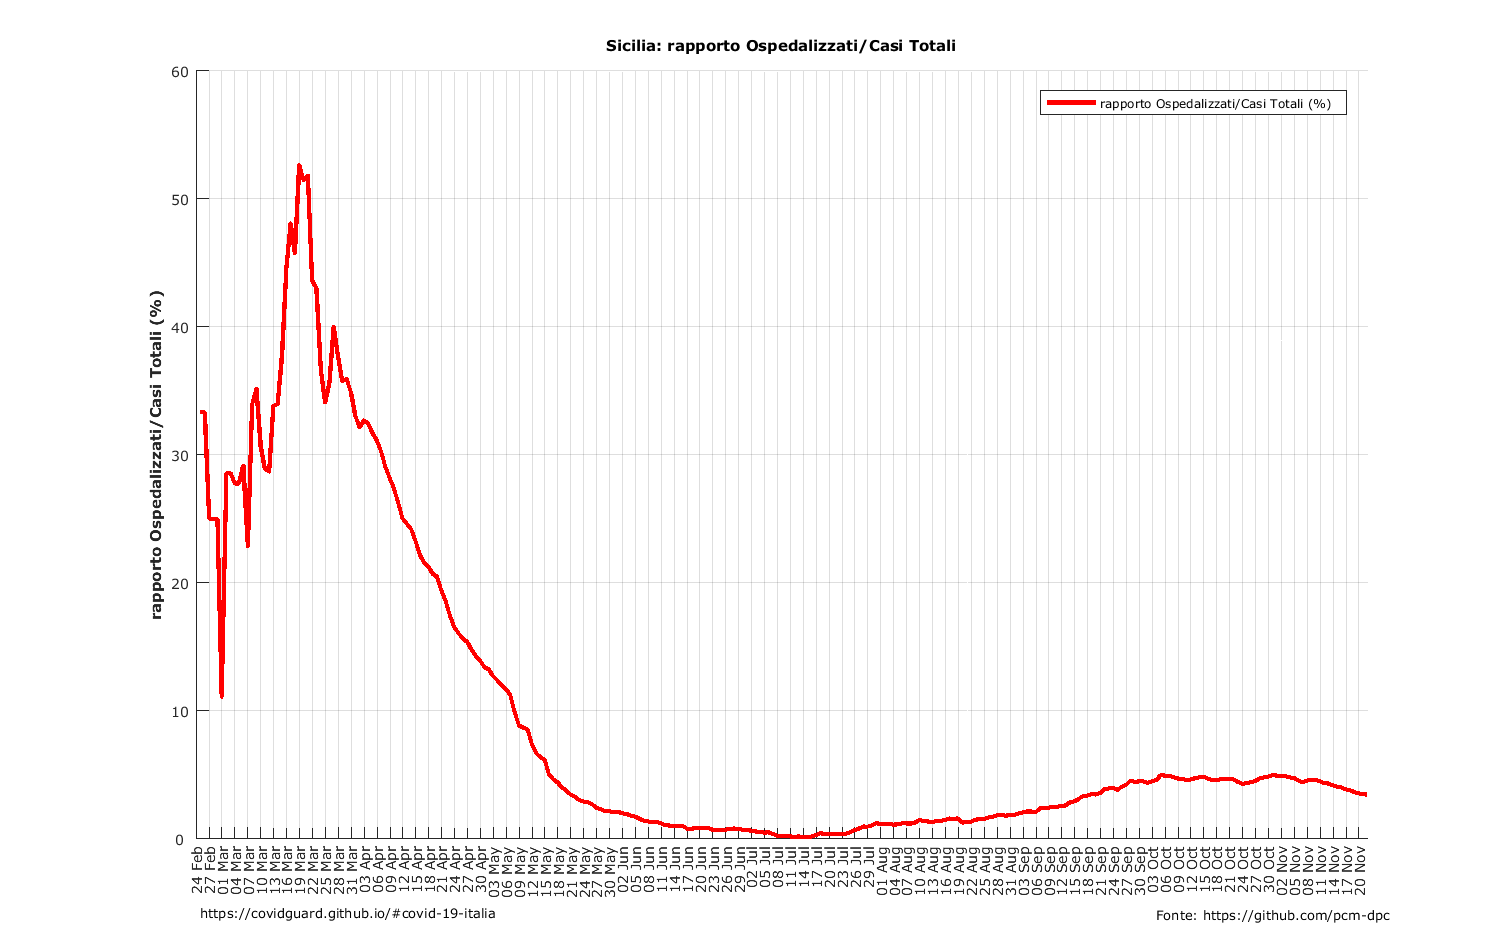 Sicilia: rapporto Ospedalizzati/Casi Totali
rapporto Ospedalizzati/Casi Totali (%)
rapporto Ospedalizzati/Casi Totali (%)
60
50
40
30
20
10
0
24 Feb
27 Feb
01 Mar
04 Mar
07 Mar
10 Mar
13 Mar
16 Mar
19 Mar
22 Mar
25 Mar
28 Mar
31 Mar
03 Apr
06 Apr
09 Apr
12 Apr
15 Apr
18 Apr
21 Apr
24 Apr
27 Apr
30 Apr
03 May
06 May
09 May
12 May
15 May
18 May
21 May
24 May
27 May
30 May
02 Jun
05 Jun
08 Jun
11 Jun
14 Jun
17 Jun
20 Jun
23 Jun
26 Jun
29 Jun
02 Jul
05 Jul
08 Jul
11 Jul
14 Jul
17 Jul
20 Jul
23 Jul
26 Jul
29 Jul
01 Aug
04 Aug
07 Aug
10 Aug
13 Aug
16 Aug
19 Aug
22 Aug
25 Aug
28 Aug
31 Aug
03 Sep
06 Sep
09 Sep
12 Sep
15 Sep
18 Sep
21 Sep
24 Sep
27 Sep
30 Sep
03 Oct
06 Oct
09 Oct
12 Oct
15 Oct
18 Oct
21 Oct
24 Oct
27 Oct
30 Oct
02 Nov
05 Nov
08 Nov
11 Nov
14 Nov
17 Nov
20 Nov
https://covidguard.github.io/#covid-19-italia
Fonte: https://github.com/pcm-dpc